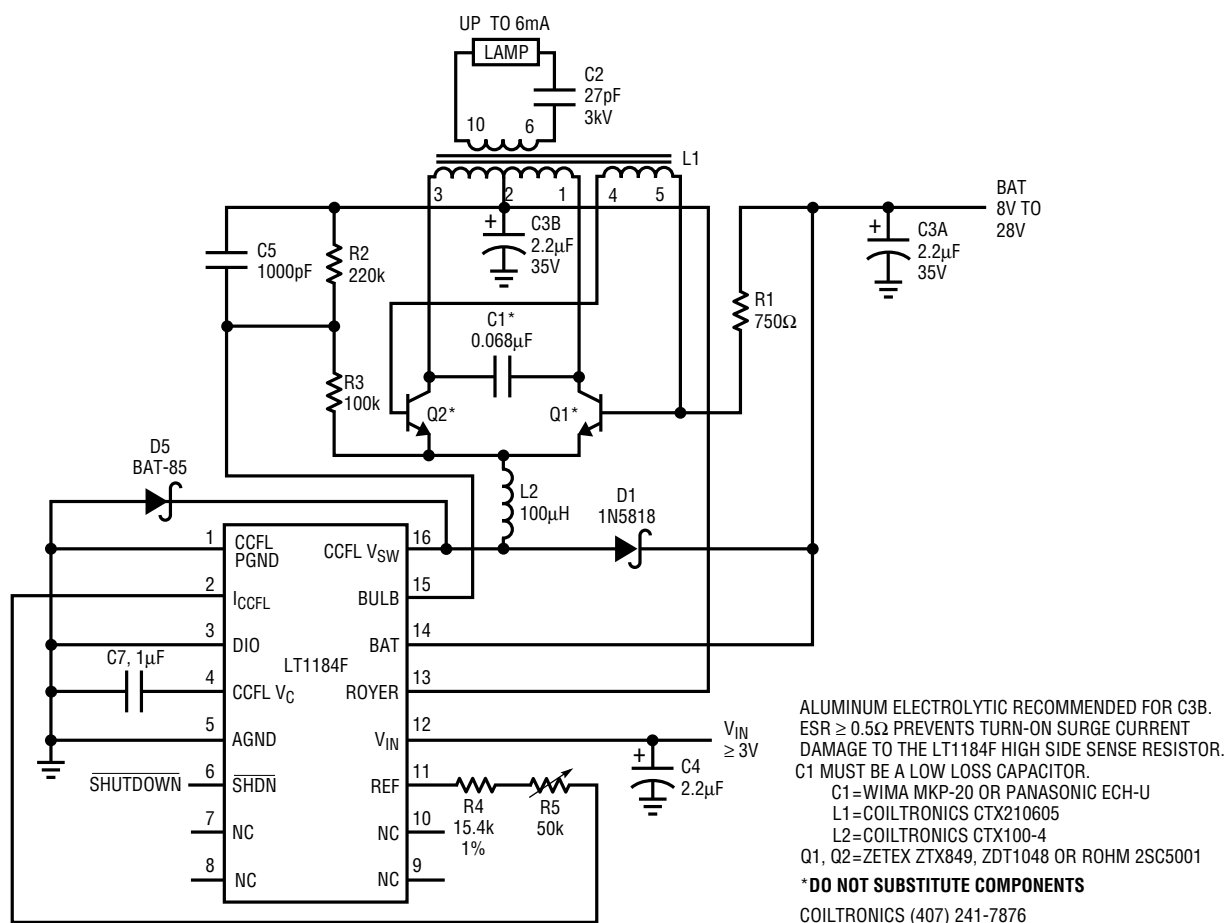 UP TO 6mA
LAMP
C2
27pF
3kV
10
6
L1
3
2
1
4
5
BAT
8V TO
28V
C5
1000pF
R2
220k
+
C3B
2.2µF
35V
+
C3A
2.2µF
35V
R1
750Ω
C1*
0.068µF
R3
100k
Q2*
Q1*
D5
BAT-85
L2
100µH
D1
1N5818
1
CCFL
PGND
CCFL VSW
16
2
ICCFL
BULB
15
3
DIO
BAT
14
C7, 1µF
LT1184F
4
CCFL VC
ROYER
13
5
AGND
VIN
12
VIN
≥ 3V
+
C4
2.2µF
SHUTDOWN
6
SHDN
REF
11
R4
15.4k
1%
R5
50k
7
NC
NC
10
8
NC
NC
9
ALUMINUM ELECTROLYTIC RECOMMENDED FOR C3B.
ESR ≥ 0.5Ω PREVENTS TURN-ON SURGE CURRENT
DAMAGE TO THE LT1184F HIGH SIDE SENSE RESISTOR.
C1 MUST BE A LOW LOSS CAPACITOR.
C1=WIMA MKP-20 OR PANASONIC ECH-U
L1=COILTRONICS CTX210605
L2=COILTRONICS CTX100-4
Q1, Q2=ZETEX ZTX849, ZDT1048 OR ROHM 2SC5001
*DO NOT SUBSTITUTE COMPONENTS
COILTRONICS (407) 241-7876